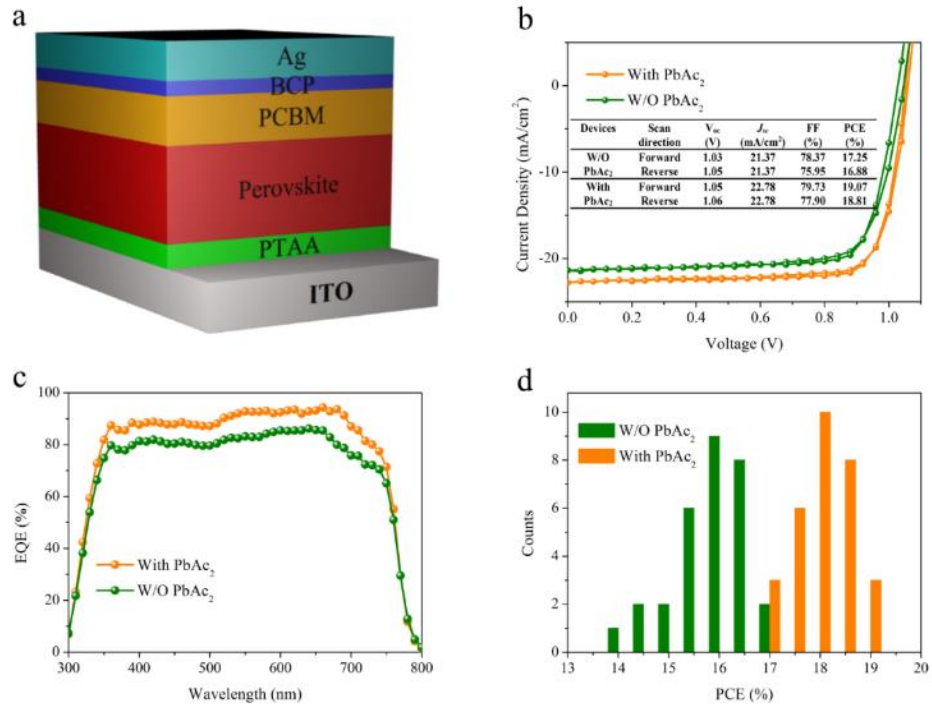 a
Ag
BCP
PCBM
Perovskite
PTAA
ITO
b
0
-10
-20
Current Density (mA/cm²)
With PbAc₂
W/O PbAc₂
Devices Scan direction Vₒc (V) Jsc (mA/cm²) FF (%) PCE (%)
W/O Forward 1.03 21.37 78.37 17.25
PbAc₂ Reverse 1.05 21.37 75.95 16.88
With Forward 1.05 22.78 79.73 19.07
PbAc₂ Reverse 1.06 22.78 77.90 18.81
0.0 0.2 0.4 0.6 0.8 1.0
Voltage (V)
c
100
80
60
40
20
0
EQE (%)
With PbAc₂
W/O PbAc₂
300 400 500 600 700 800
Wavelength (nm)
d
10
8
6
4
2
0
Counts
W/O PbAc₂
With PbAc₂
13 14 15 16 17 18 19 20
PCE (%)